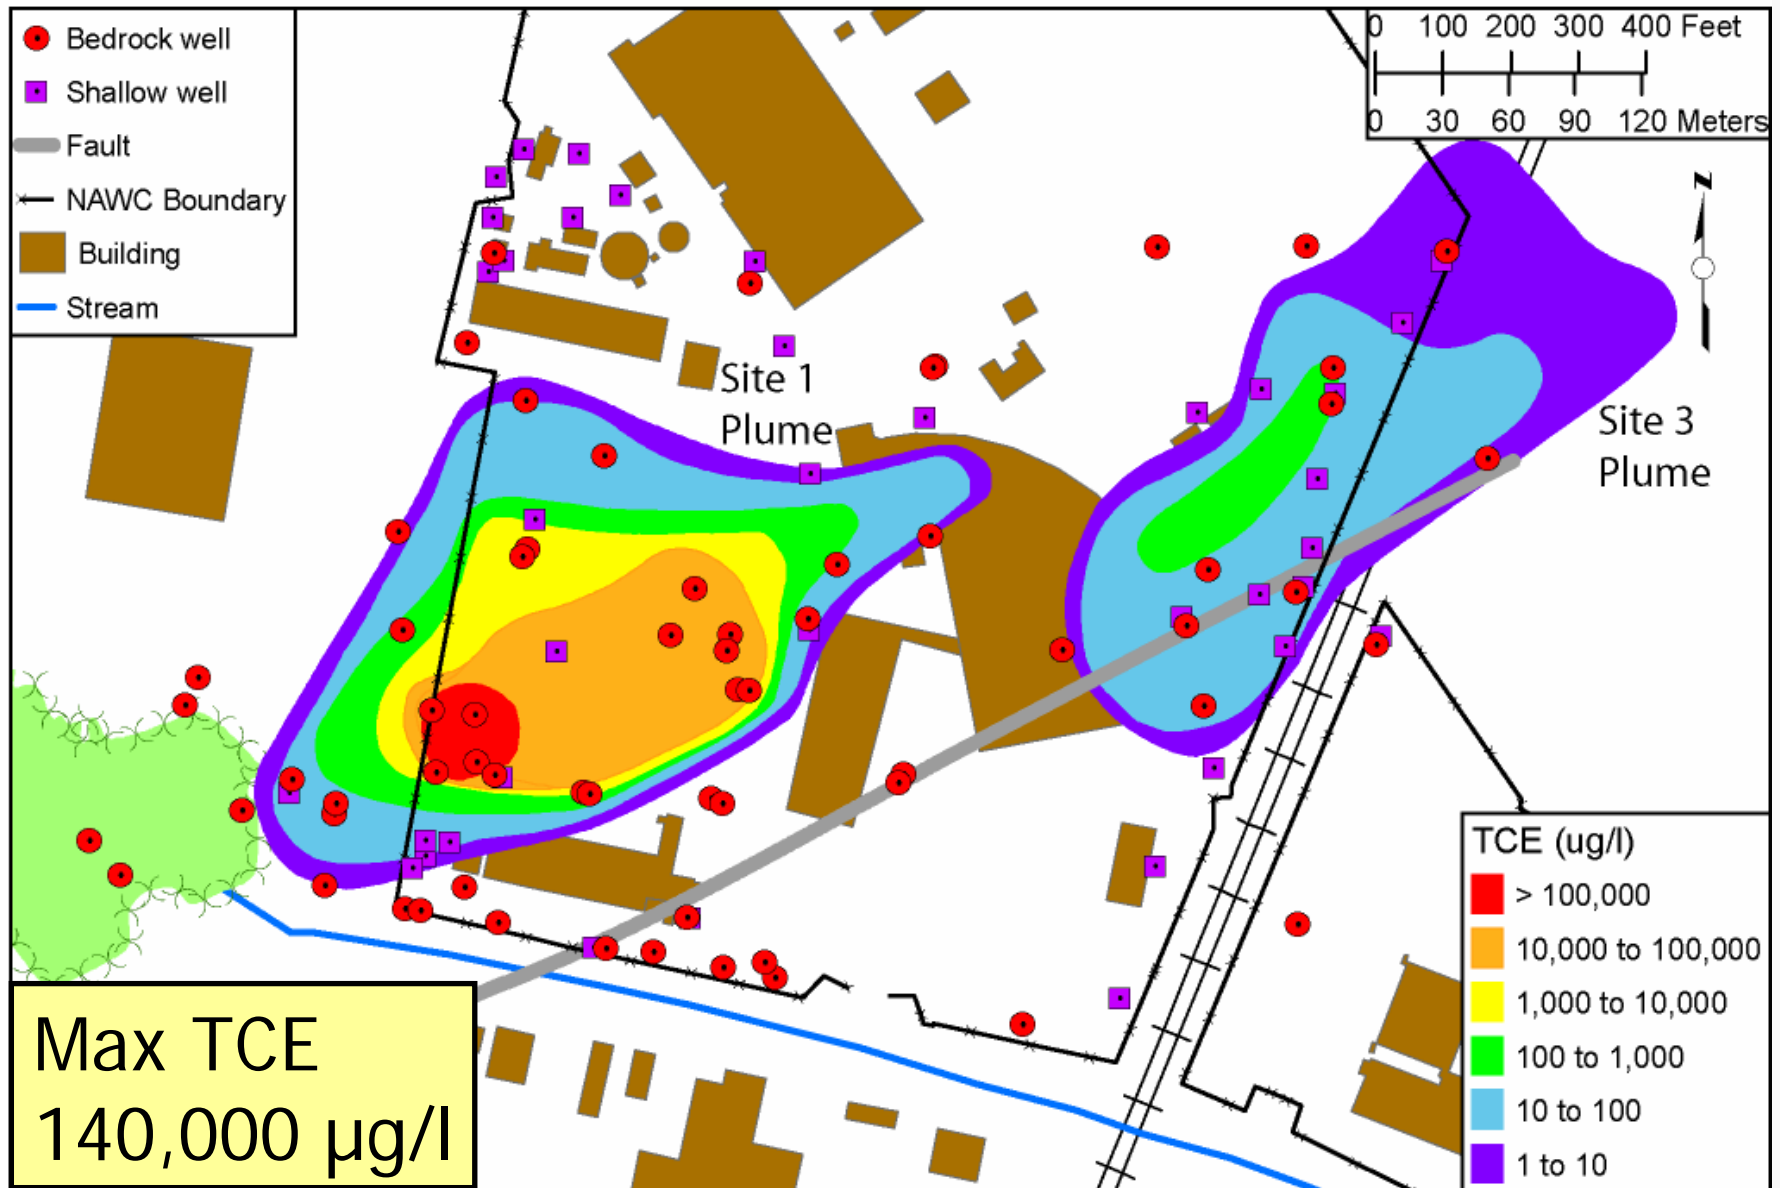 Bedrock well
Shallow well
Fault
NAWC Boundary
Building
Stream
0 100 200 300 400 Feet
0 30 60 90 120 Meters
N
Site 1
Plume
Site 3
Plume
TCE (ug/l)
> 100,000
10,000 to 100,000
1,000 to 10,000
100 to 1,000
10 to 100
1 to 10
Max TCE
140,000 µg/l